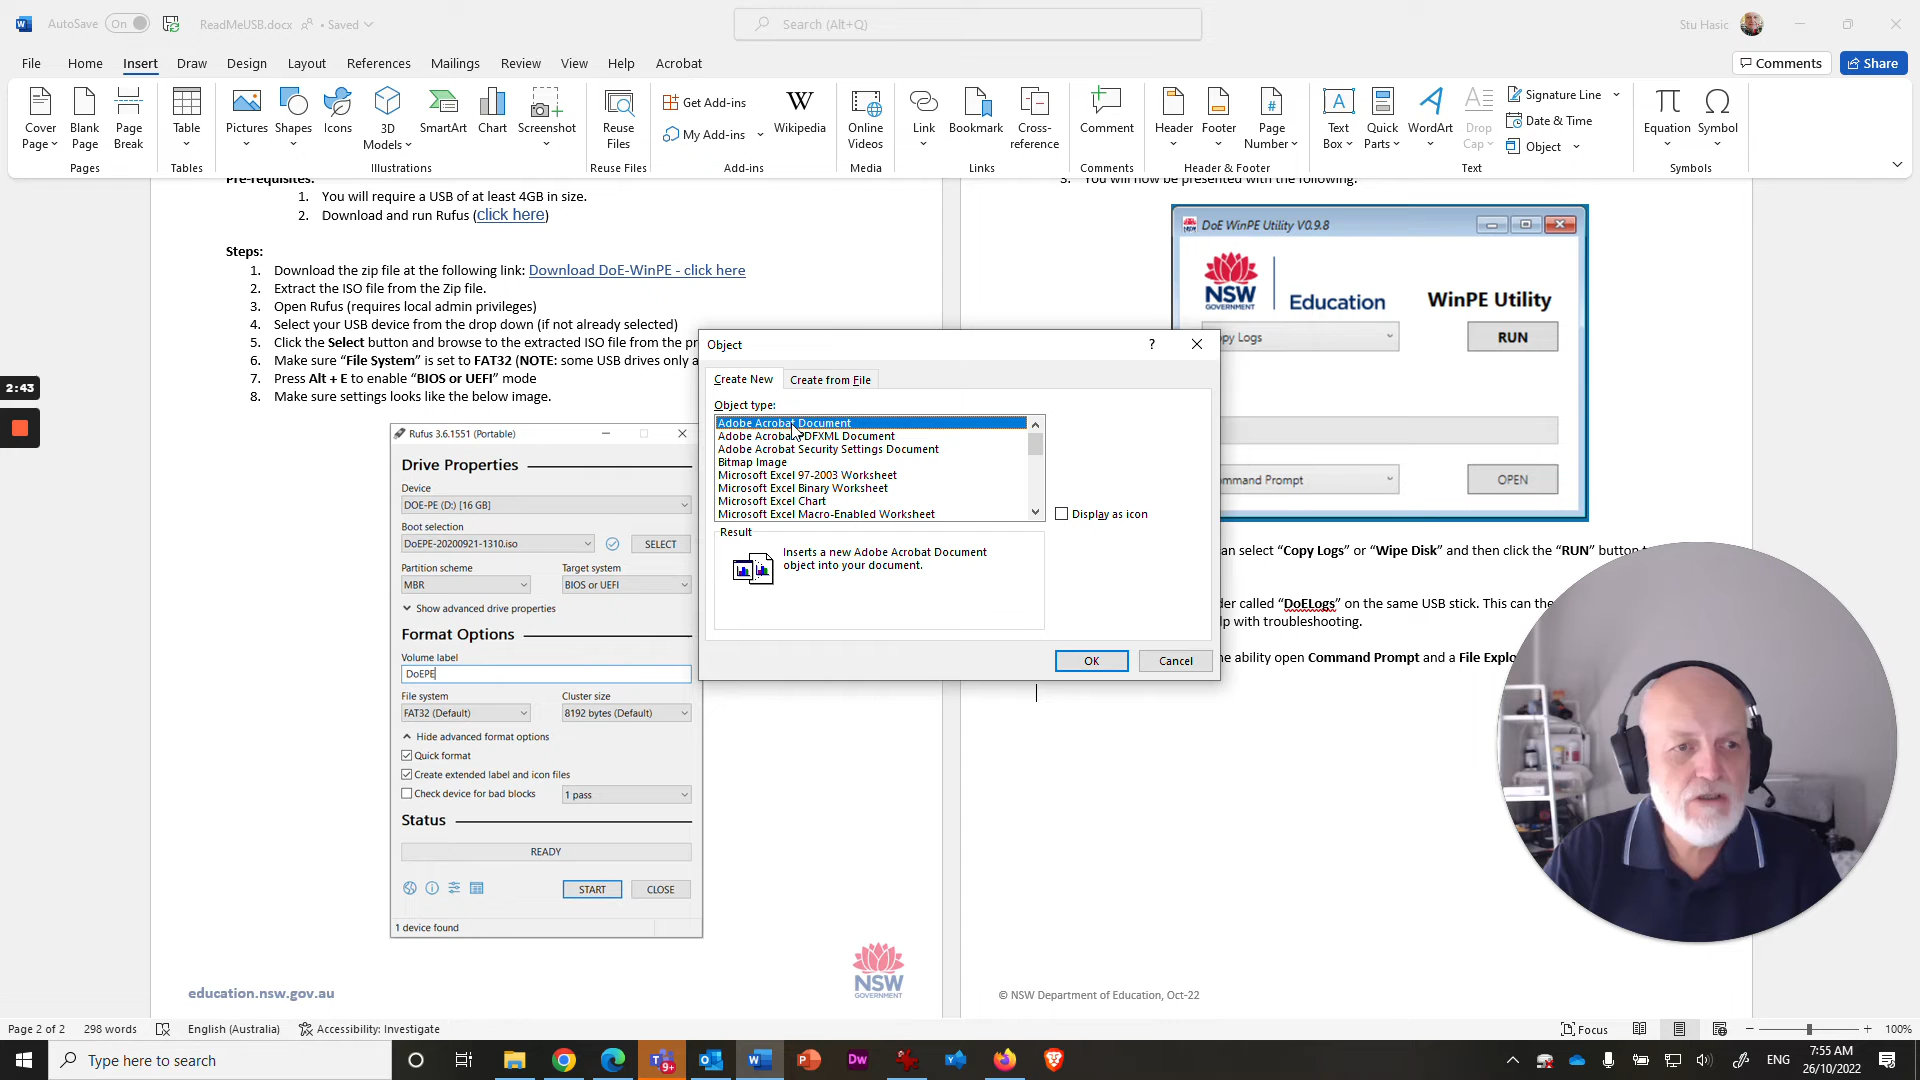 AutoSave On ReadMeUSB.docx • Saved
Search (Alt+Q)
Stu Hasic
File Home Insert Draw Design Layout References Mailings Review View Help Acrobat
Comments Share
Cover Page Blank Page Page Break
Table
Pictures Shapes Icons 3D Models SmartArt Chart Screenshot
Reuse Files
Get Add-ins
My Add-ins
Wikipedia
Online Videos
Link Bookmark Cross-reference
Comment
Header Footer Page Number
Text Box Quick Parts WordArt Drop Cap
Signature Line
Date & Time
Object
Equation Symbol
Pages Tables Illustrations Reuse Files Add-ins Media Links Comments Header & Footer Text Symbols
Pre-requisites:
1. You will require a USB of at least 4GB in size.
2. Download and run Rufus (click here)
Steps:
1. Download the zip file at the following link: Download DoE-WinPE - click here
2. Extract the ISO file from the Zip file.
3. Open Rufus (requires local admin privileges)
4. Select your USB device from the drop down (if not already selected)
5. Click the Select button and browse to the extracted ISO file from the pr
6. Make sure “File System” is set to FAT32 (NOTE: some USB drives only a
7. Press Alt + E to enable “BIOS or UEFI” mode
8. Make sure settings looks like the below image.
2:43
Rufus 3.6.1551 (Portable)
Drive Properties
Device
DOE-PE (D:) [16 GB]
Boot selection
DoEPE-20200921-1310.iso SELECT
Partition scheme Target system
MBR BIOS or UEFI
Show advanced drive properties
Format Options
Volume label
DoEPE
File system Cluster size
FAT32 (Default) 8192 bytes (Default)
Hide advanced format options
Quick format
Create extended label and icon files
Check device for bad blocks 1 pass
Status
READY
START CLOSE
1 device found
education.nsw.gov.au
NSW
GOVERNMENT
You will now be presented with the following:
DoE WinPE Utility V0.9.8
NSW
GOVERNMENT
Education
WinPE Utility
py Logs RUN
mmand Prompt OPEN
an select “Copy Logs” or “Wipe Disk” and then click the “RUN” button
der called “DoELogs” on the same USB stick. This can the
lp with troubleshooting.
e ability open Command Prompt and a File Explo
© NSW Department of Education, Oct-22
Object ?
Create New Create from File
Object type:
Adobe Acrobat Document
Adobe Acrobat PDFXML Document
Adobe Acrobat Security Settings Document
Bitmap Image
Microsoft Excel 97-2003 Worksheet
Microsoft Excel Binary Worksheet
Microsoft Excel Chart
Microsoft Excel Macro-Enabled Worksheet
Display as icon
Result
Inserts a new Adobe Acrobat Document
object into your document.
OK Cancel
Page 2 of 2 298 words English (Australia) Accessibility: Investigate
Focus 100%
Type here to search
9+
Dw
ENG
7:55 AM
26/10/2022